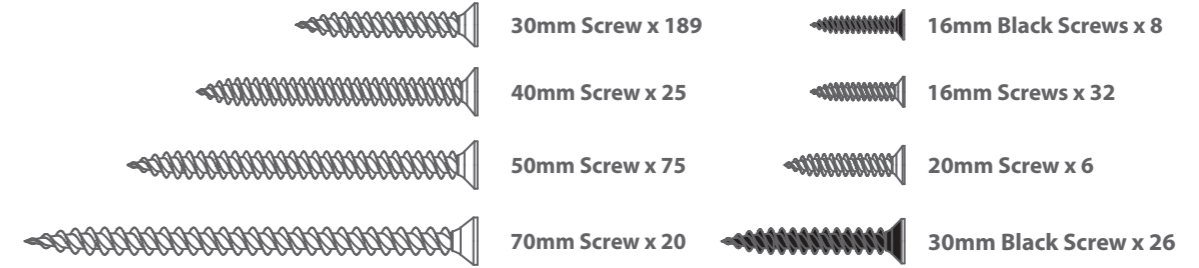 30mm Screw x 189
40mm Screw x 25
50mm Screw x 75
70mm Screw x 20
16mm Black Screws x 8
16mm Screws x 32
20mm Screw x 6
30mm Black Screw x 26